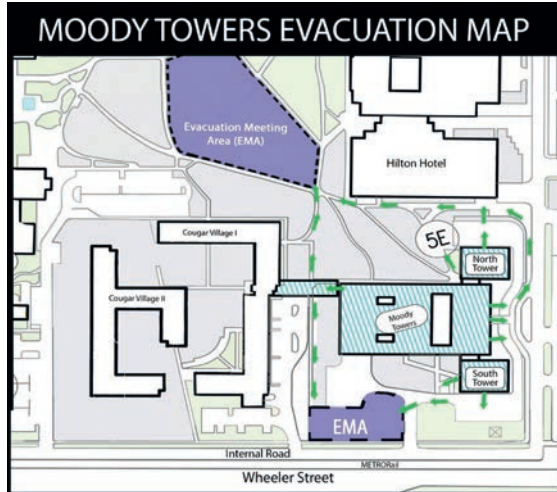 MOODY TOWERS EVACUATION MAP
Evacuation Meeting
Area (EMA)
Hilton Hotel
Cougar Village I
5E
North
Tower
Cougar Village II
Moody
Towers
South
Tower
EMA
Internal Road
METRORail
Wheeler Street